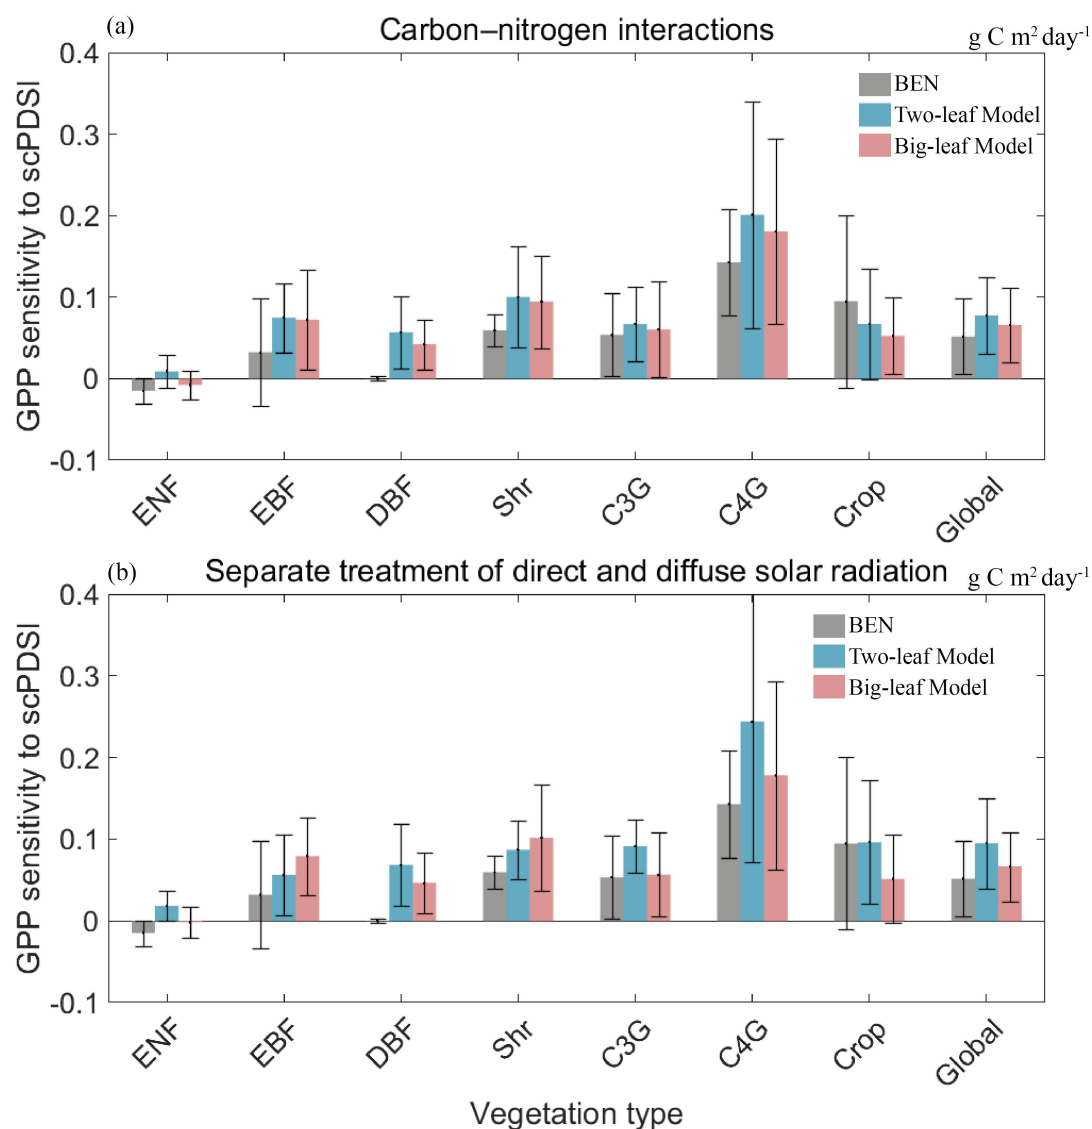 (a)
Carbon–nitrogen interactions
g C m² day⁻¹
BEN
Two-leaf Model
Big-leaf Model
GPP sensitivity to scPDSI
0.4
0.3
0.2
0.1
0
-0.1
ENF
EBF
DBF
Shr
C3G
C4G
Crop
Global
(b)
Separate treatment of direct and diffuse solar radiation
g C m² day⁻¹
BEN
Two-leaf Model
Big-leaf Model
GPP sensitivity to scPDSI
0.4
0.3
0.2
0.1
0
-0.1
ENF
EBF
DBF
Shr
C3G
C4G
Crop
Global
Vegetation type